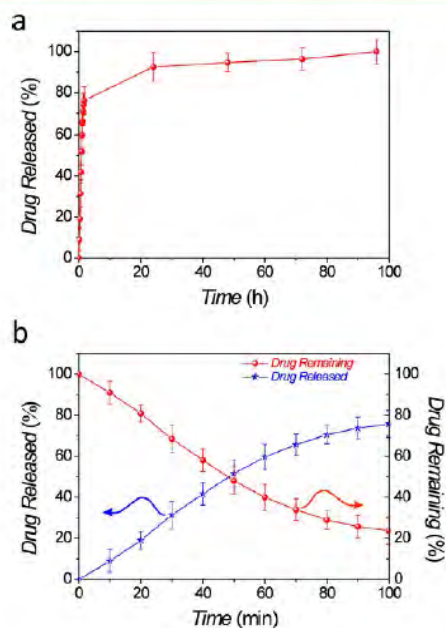 a
100
80
60
40
20
0
Drug Released (%)
0 20 40 60 80 100
Time (h)
b
Drug Remaining
Drug Released
100 100
80 80
60 60
40 40
20 20
0 0
Drug Released (%)
Drug Remaining (%)
0 20 40 60 80 100
Time (min)